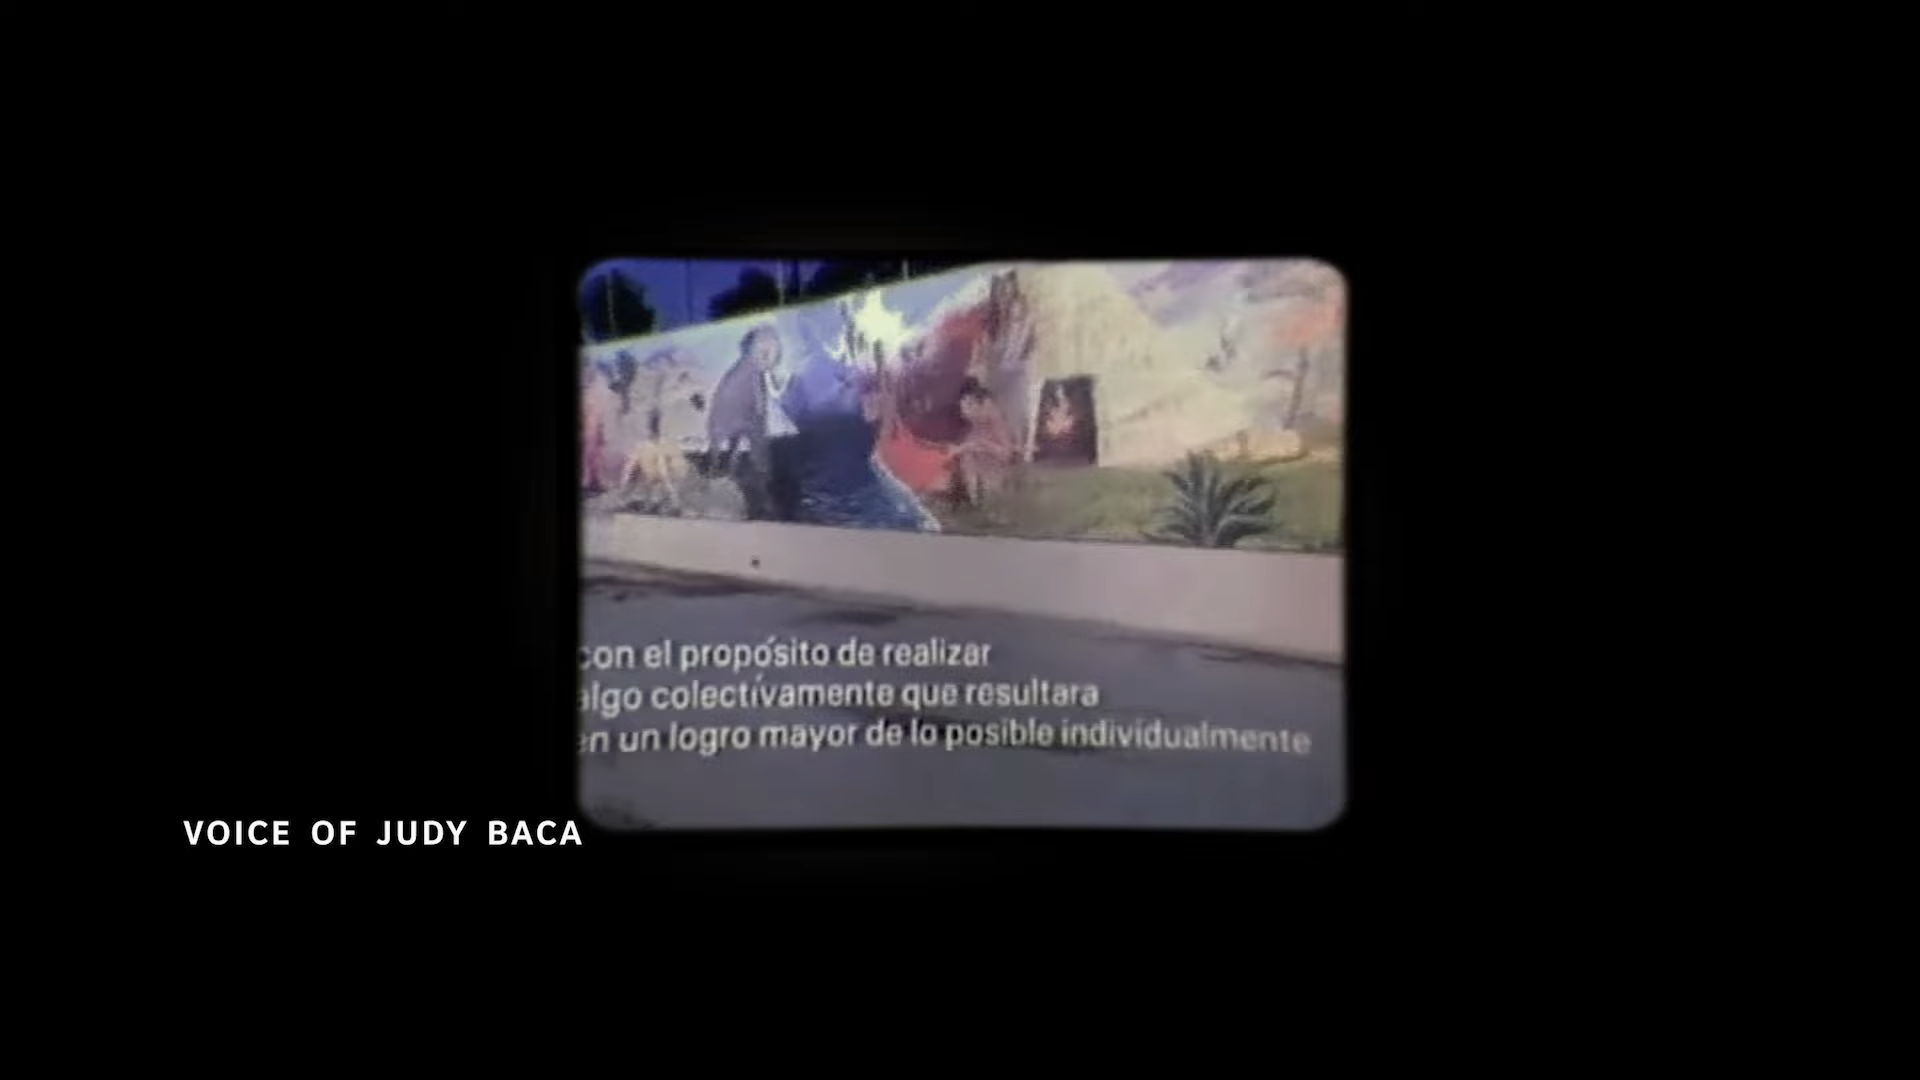 con el propósito de realizar
algo colectívamente que resultara
en un logro mayor de lo posible individualmente
VOICE OF JUDY BACA